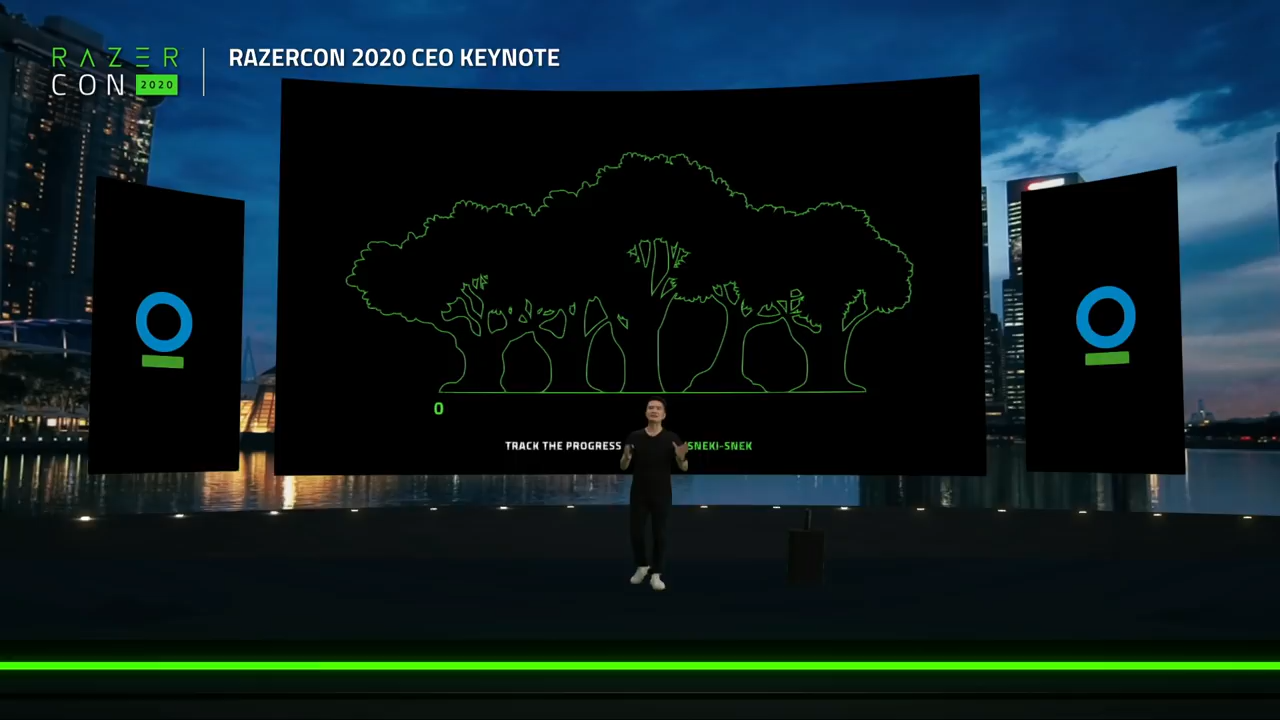 RAZER
CON 2020
RAZERCON 2020 CEO KEYNOTE
0
TRACK THE PROGRESS
SNEKI-SNEK